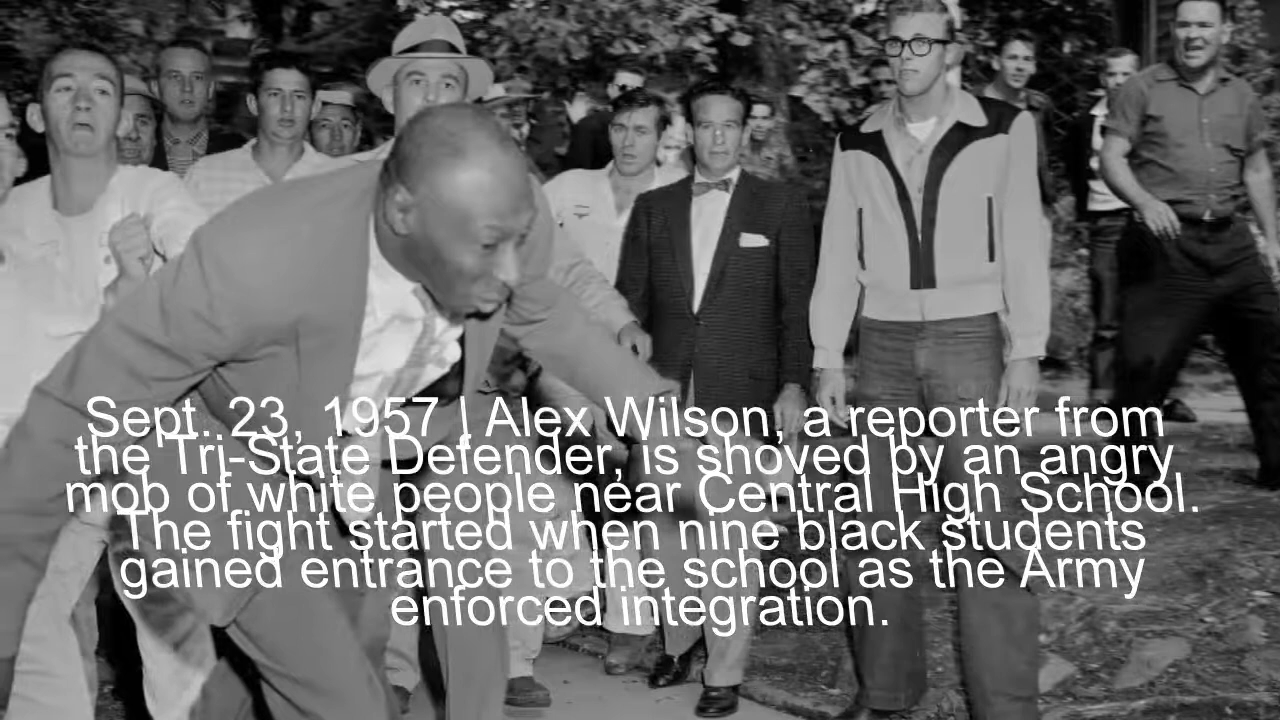 Sept. 23, 1957 | Alex Wilson, a reporter from
the Tri-State Defender, is shoved by an angry
mob of white people near Central High School.
The fight started when nine black students
gained entrance to the school as the Army
enforced integration.